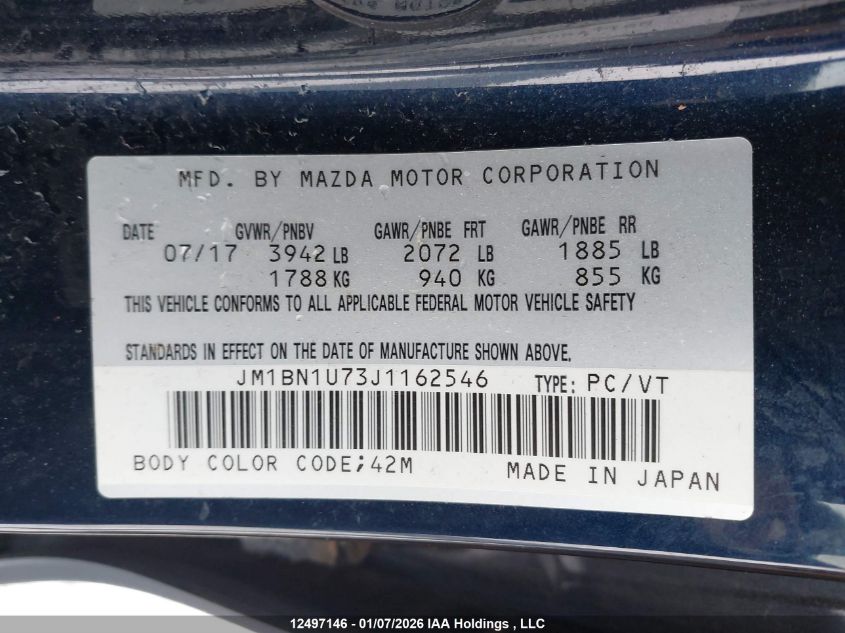 MFD. BY MAZDA MOTOR CORPORATION
DATE GVWR/PNBV GAWR/PNBE FRT GAWR/PNBE RR
07/17 3942 LB 2072 LB 1885 LB
1788 KG 940 KG 855 KG
THIS VEHICLE CONFORMS TO ALL APPLICABLE FEDERAL MOTOR VEHICLE SAFETY
STANDARDS IN EFFECT ON THE DATE OF MANUFACTURE SHOWN ABOVE.
JM1BN1U73J1162546 TYPE: PC/VT
BODY COLOR CODE;42M
MADE IN JAPAN
12497146 - 01/07/2026 IAA Holdings , LLC